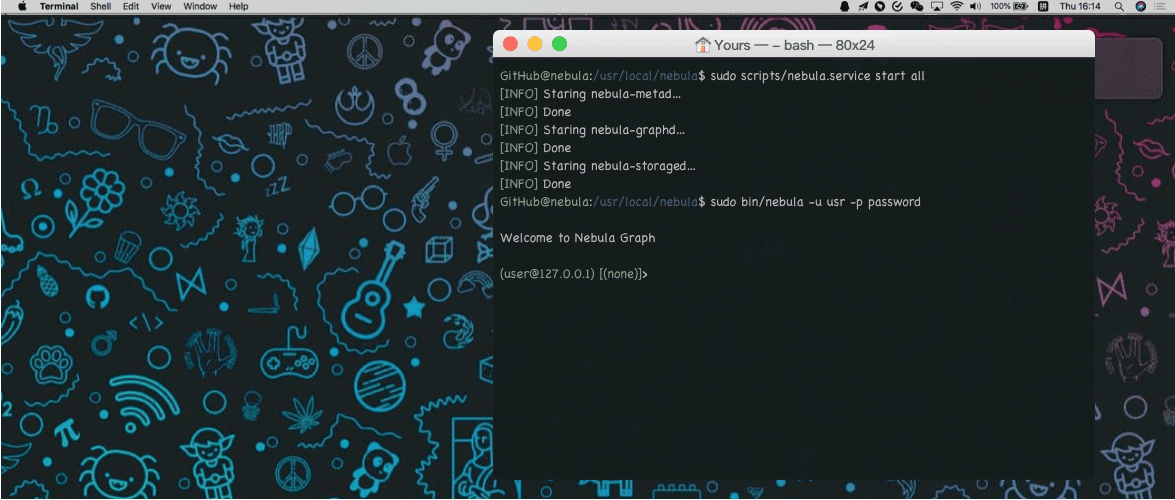 Terminal Shell Edit View Window Help 100% Thu 16:14
Yours — – bash — 80x24
GitHub@nebula:/usr/local/nebula$ sudo scripts/nebula.service start all
[INFO] Staring nebula-metad...
[INFO] Done
[INFO] Staring nebula-graphd...
[INFO] Done
[INFO] Staring nebula-storaged...
[INFO] Done
GitHub@nebula:/usr/local/nebula$ sudo bin/nebula -u usr -p password
Welcome to Nebula Graph
(user@127.0.0.1) [(none)]>